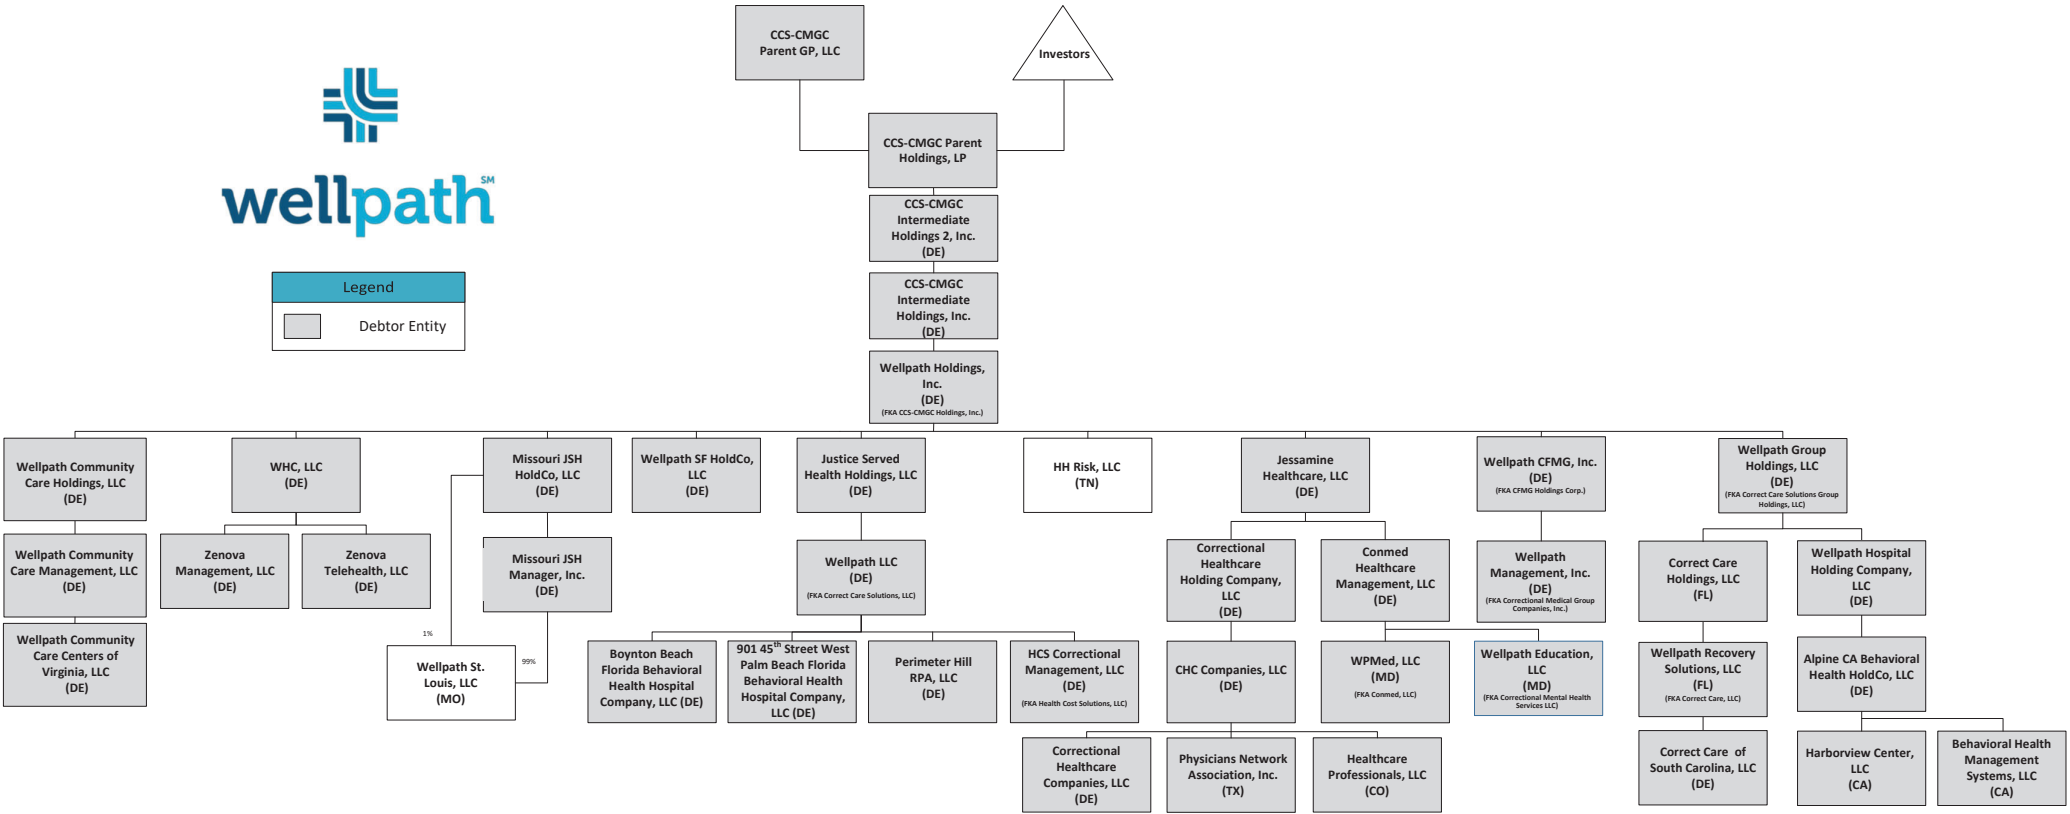 CCS-CMGC
Parent GP, LLC
Investors
wellpath
SM
CCS-CMGC Parent
Holdings, LP
CCS-CMGC
Intermediate
Holdings 2, Inc.
(DE)
Legend
Debtor Entity
CCS-CMGC
Intermediate
Holdings, Inc.
(DE)
Wellpath Holdings,
Inc.
(DE)
(FKA CCS-CMGC Holdings, Inc.)
Wellpath Community
Care Holdings, LLC
(DE)
WHC, LLC
(DE)
Missouri JSH
HoldCo, LLC
(DE)
Wellpath SF HoldCo,
LLC
(DE)
Justice Served
Health Holdings, LLC
(DE)
HH Risk, LLC
(TN)
Jessamine
Healthcare, LLC
(DE)
Wellpath CFMG, Inc.
(DE)
(FKA CFMG Holdings Corp.)
Wellpath Group
Holdings, LLC
(DE)
(FKA Correct Care Solutions Group
Holdings, LLC)
Wellpath Community
Care Management, LLC
(DE)
Zenova
Management, LLC
(DE)
Zenova
Telehealth, LLC
(DE)
Missouri JSH
Manager, Inc.
(DE)
Wellpath LLC
(DE)
(FKA Correct Care Solutions, LLC)
Correctional
Healthcare
Holding Company,
LLC
(DE)
Conmed
Healthcare
Management, LLC
(DE)
Wellpath
Management, Inc.
(DE)
(FKA Correctional Medical Group
Companies, Inc.)
Correct Care
Holdings, LLC
(FL)
Wellpath Hospital
Holding Company,
LLC
(DE)
Wellpath Community
Care Centers of
Virginia, LLC
(DE)
1%
99%
Wellpath St.
Louis, LLC
(MO)
Boynton Beach
Florida Behavioral
Health Hospital
Company, LLC (DE)
901 45th Street West
Palm Beach Florida
Behavioral Health
Hospital Company,
LLC (DE)
Perimeter Hill
RPA, LLC
(DE)
HCS Correctional
Management, LLC
(DE)
(FKA Health Cost Solutions, LLC)
CHC Companies, LLC
(DE)
WPMed, LLC
(MD)
(FKA Conmed, LLC)
Wellpath Education,
LLC
(MD)
(FKA Correctional Mental Health
Services LLC)
Wellpath Recovery
Solutions, LLC
(FL)
(FKA Correct Care, LLC)
Alpine CA Behavioral
Health HoldCo, LLC
(DE)
Correctional
Healthcare
Companies, LLC
(DE)
Physicians Network
Association, Inc.
(TX)
Healthcare
Professionals, LLC
(CO)
Correct Care of
South Carolina, LLC
(DE)
Harborview Center,
LLC
(CA)
Behavioral Health
Management
Systems, LLC
(CA)